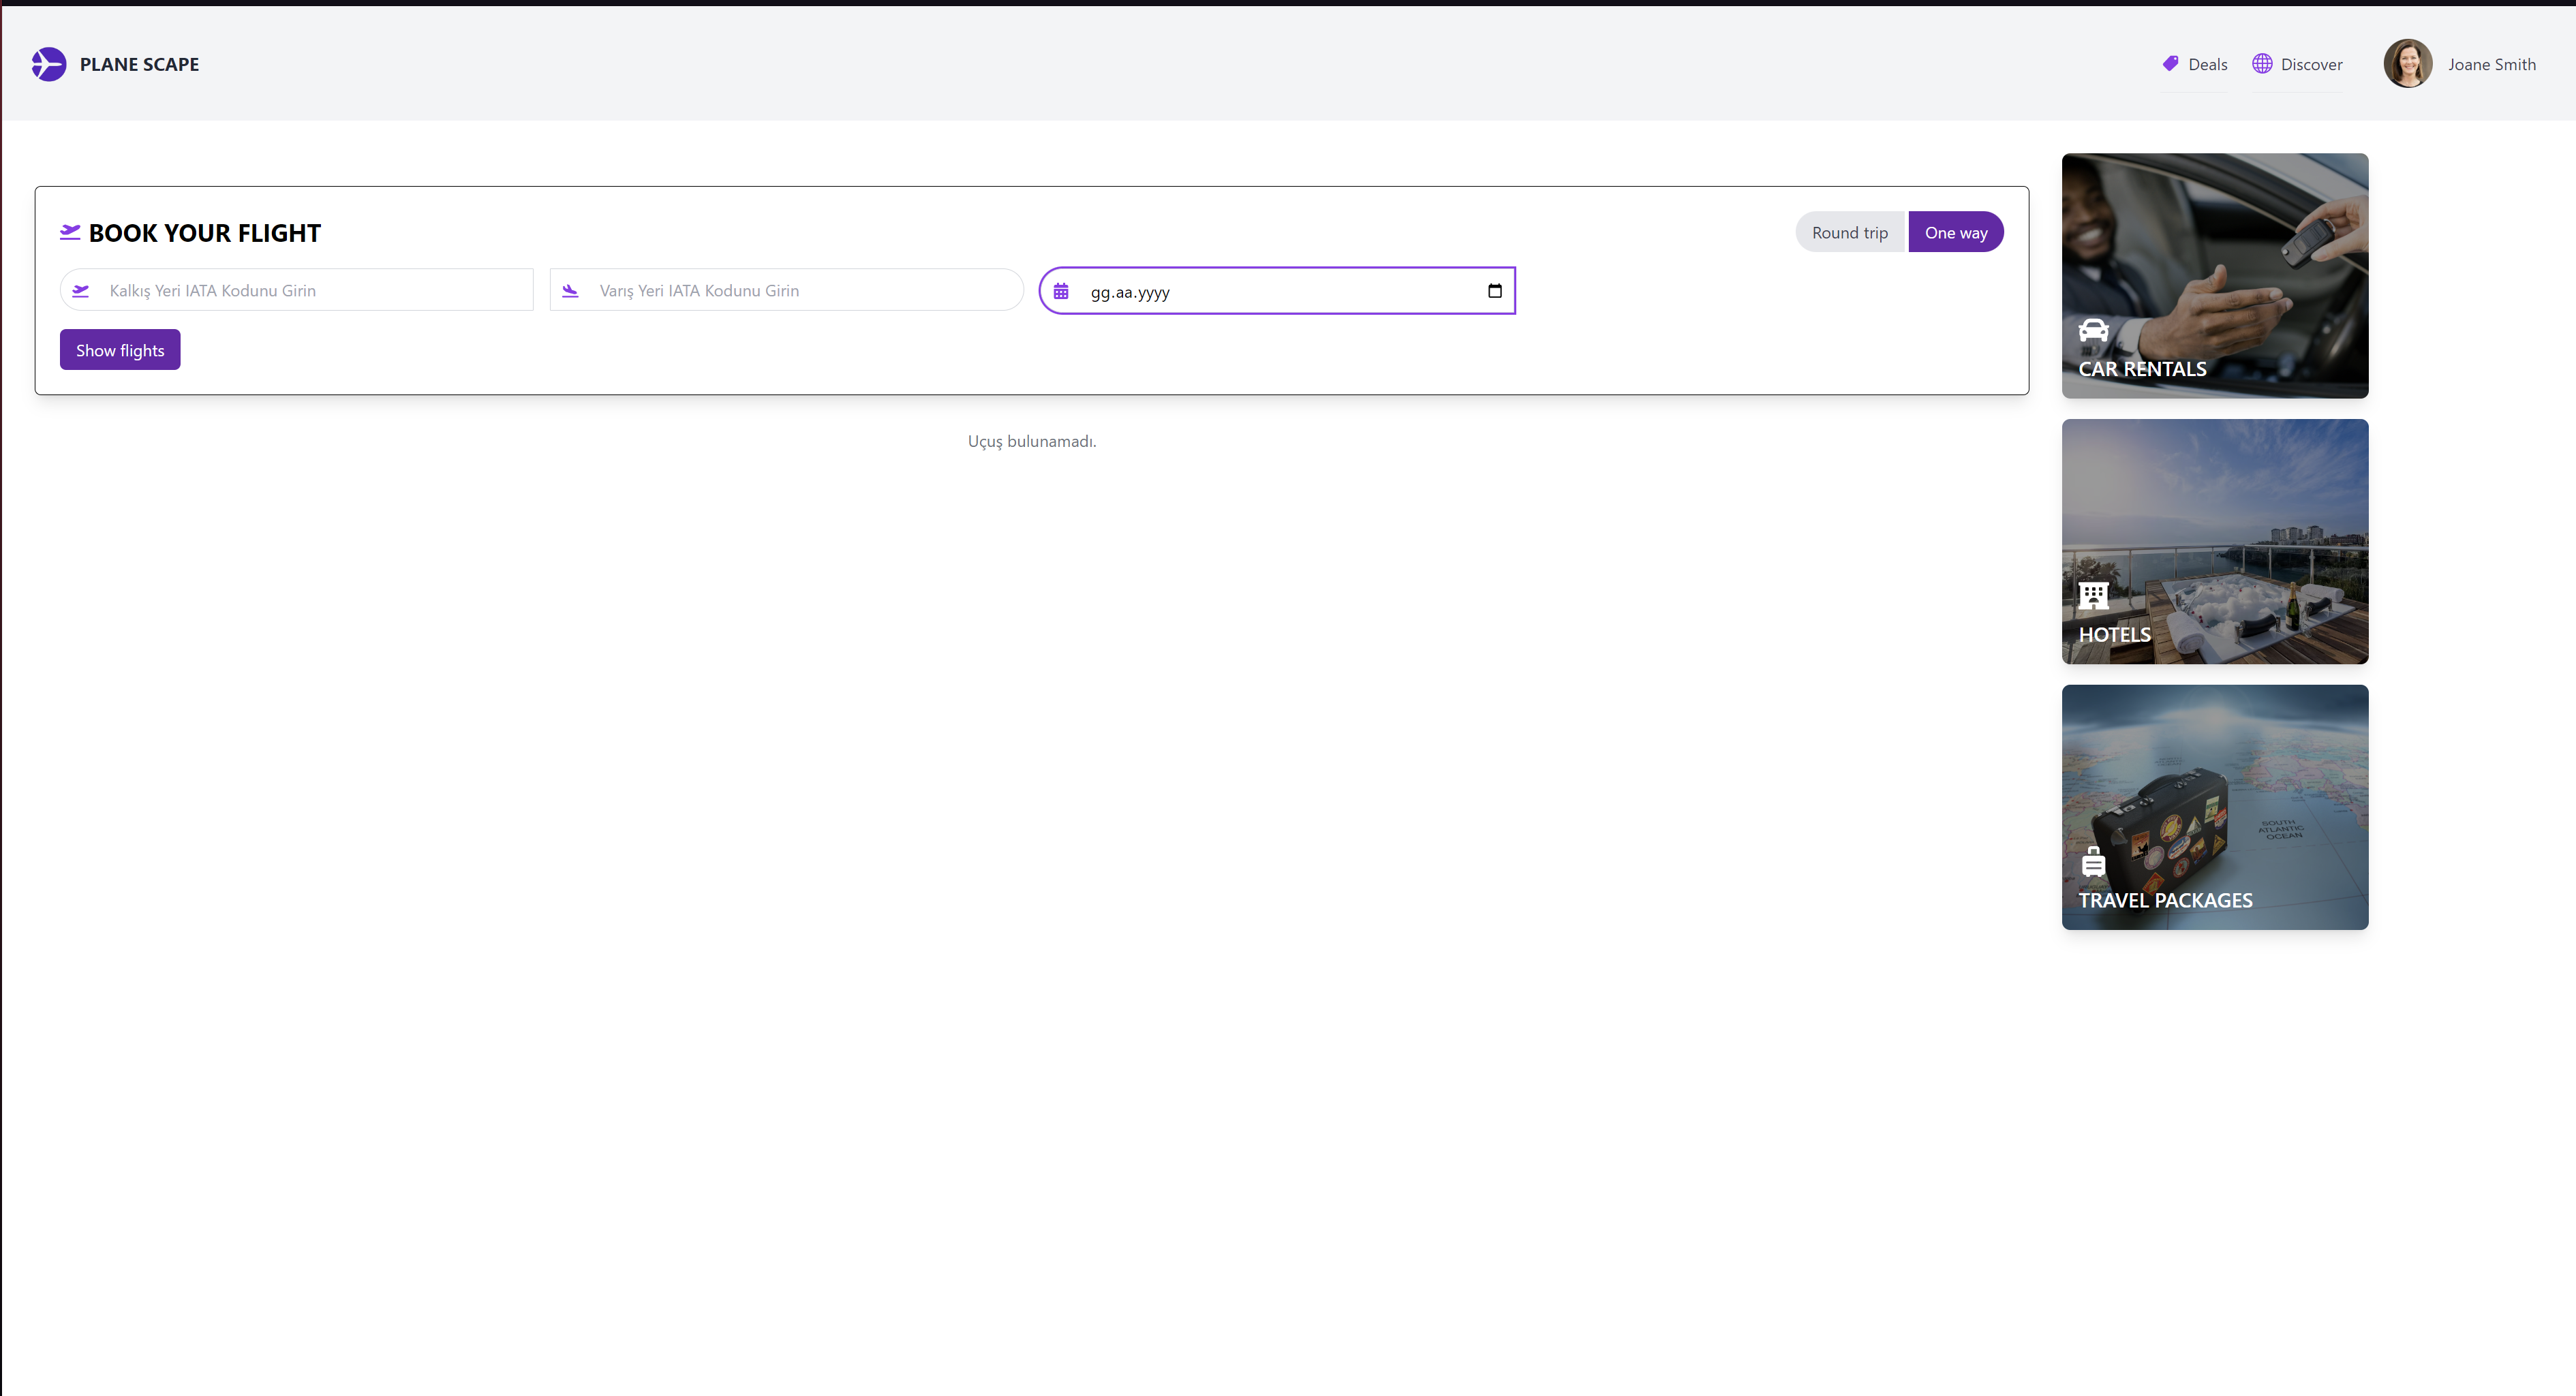 PLANE SCAPE
Deals
Discover
Joane Smith
BOOK YOUR FLIGHT
Round trip
One way
Kalkış Yeri IATA Kodunu Girin
Varış Yeri IATA Kodunu Girin
gg.aa.yyyy
Show flights
Uçuş bulunamadı.
CAR RENTALS
HOTELS
SOUTH
ATLANTIC
OCEAN
TRAVEL PACKAGES